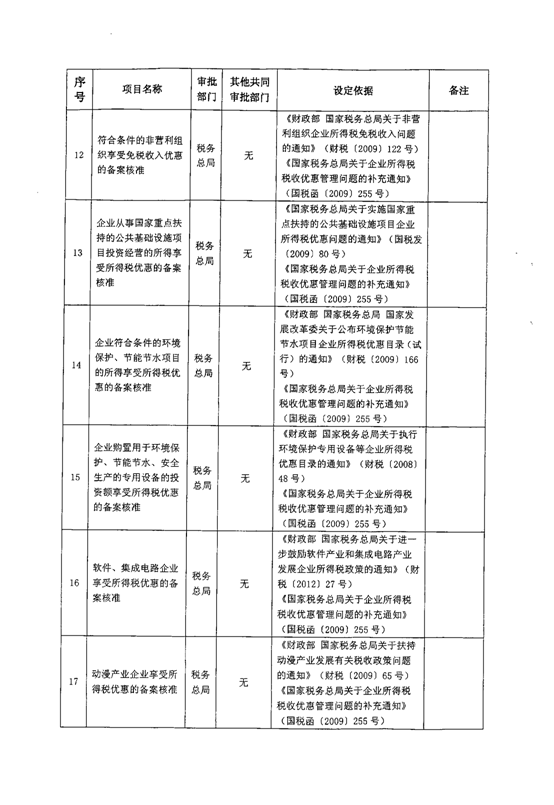 序号
项目名称
审批部门
其他共同审批部门
设定依据
备注
12
符合条件的非营利组
织享受免税收入优惠
的备案核准
税务
总局
无
《财政部 国家税务总局关于非营
利组织企业所得税免税收入问题
的通知》（财税〔2009〕122号）
《国家税务总局关于企业所得税
税收优惠管理问题的补充通知》
（国税函〔2009〕255号）
13
企业从事国家重点扶
持的公共基础设施项
目投资经营的所得享
受所得税优惠的备案
核准
税务
总局
无
《国家税务总局关于实施国家重
点扶持的公共基础设施项目企业
所得税优惠问题的通知》（国税发
〔2009〕80号）
《国家税务总局关于企业所得税
税收优惠管理问题的补充通知》
（国税函〔2009〕255号）
14
企业符合条件的环境
保护、节能节水项目
的所得享受所得税优
惠的备案核准
税务
总局
无
《财政部 国家税务总局 国家发
展改革委关于公布环境保护节能
节水项目企业所得税优惠目录（试
行）的通知》（财税〔2009〕166
号）
《国家税务总局关于企业所得税
税收优惠管理问题的补充通知》
（国税函〔2009〕255号）
15
企业购置用于环境保
护、节能节水、安全
生产的专用设备的投
资额享受所得税优惠
的备案核准
税务
总局
无
《财政部 国家税务总局关于执行
环境保护专用设备等企业所得税
优惠目录的通知》（财税〔2008〕
48号）
《国家税务总局关于企业所得税
税收优惠管理问题的补充通知》
（国税函〔2009〕255号）
16
软件、集成电路企业
享受所得税优惠的备
案核准
税务
总局
无
《财政部 国家税务总局关于进一
步鼓励软件产业和集成电路产业
发展企业所得税政策的通知》（财
税〔2012〕27号）
《国家税务总局关于企业所得税
税收优惠管理问题的补充通知》
（国税函〔2009〕255号）
17
动漫产业企业享受所
得税优惠的备案核准
税务
总局
无
《财政部 国家税务总局关于扶持
动漫产业发展有关税收政策问题
的通知》（财税〔2009〕65号）
《国家税务总局关于企业所得税
税收优惠管理问题的补充通知》
（国税函〔2009〕255号）